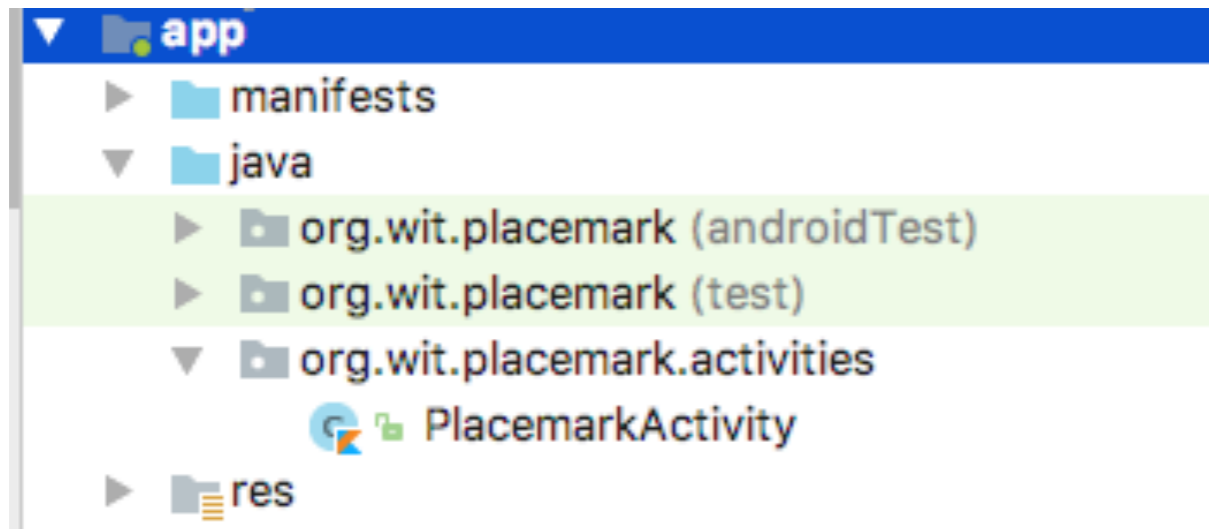 app
manifests
java
org.wit.placemark (androidTest)
org.wit.placemark (test)
org.wit.placemark.activities
PlacemarkActivity
res